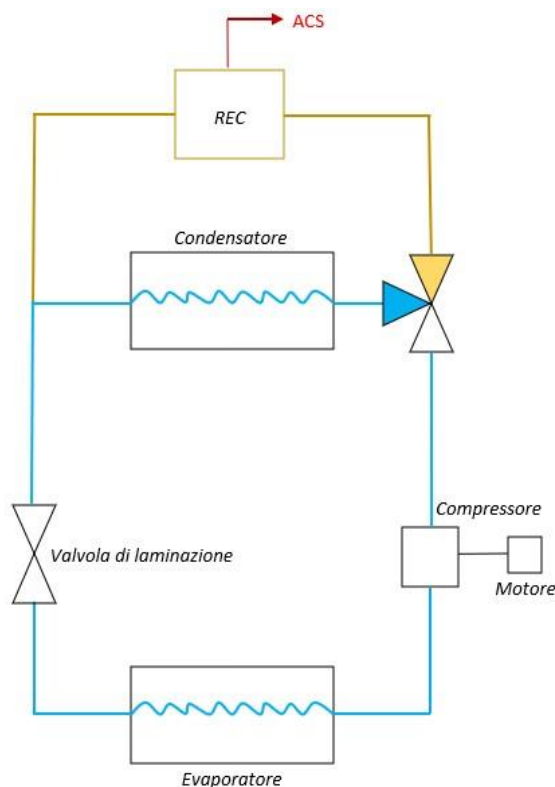 ACS
REC
Condensatore
Compressore
Valvola di laminazione
Motore
Evaporatore